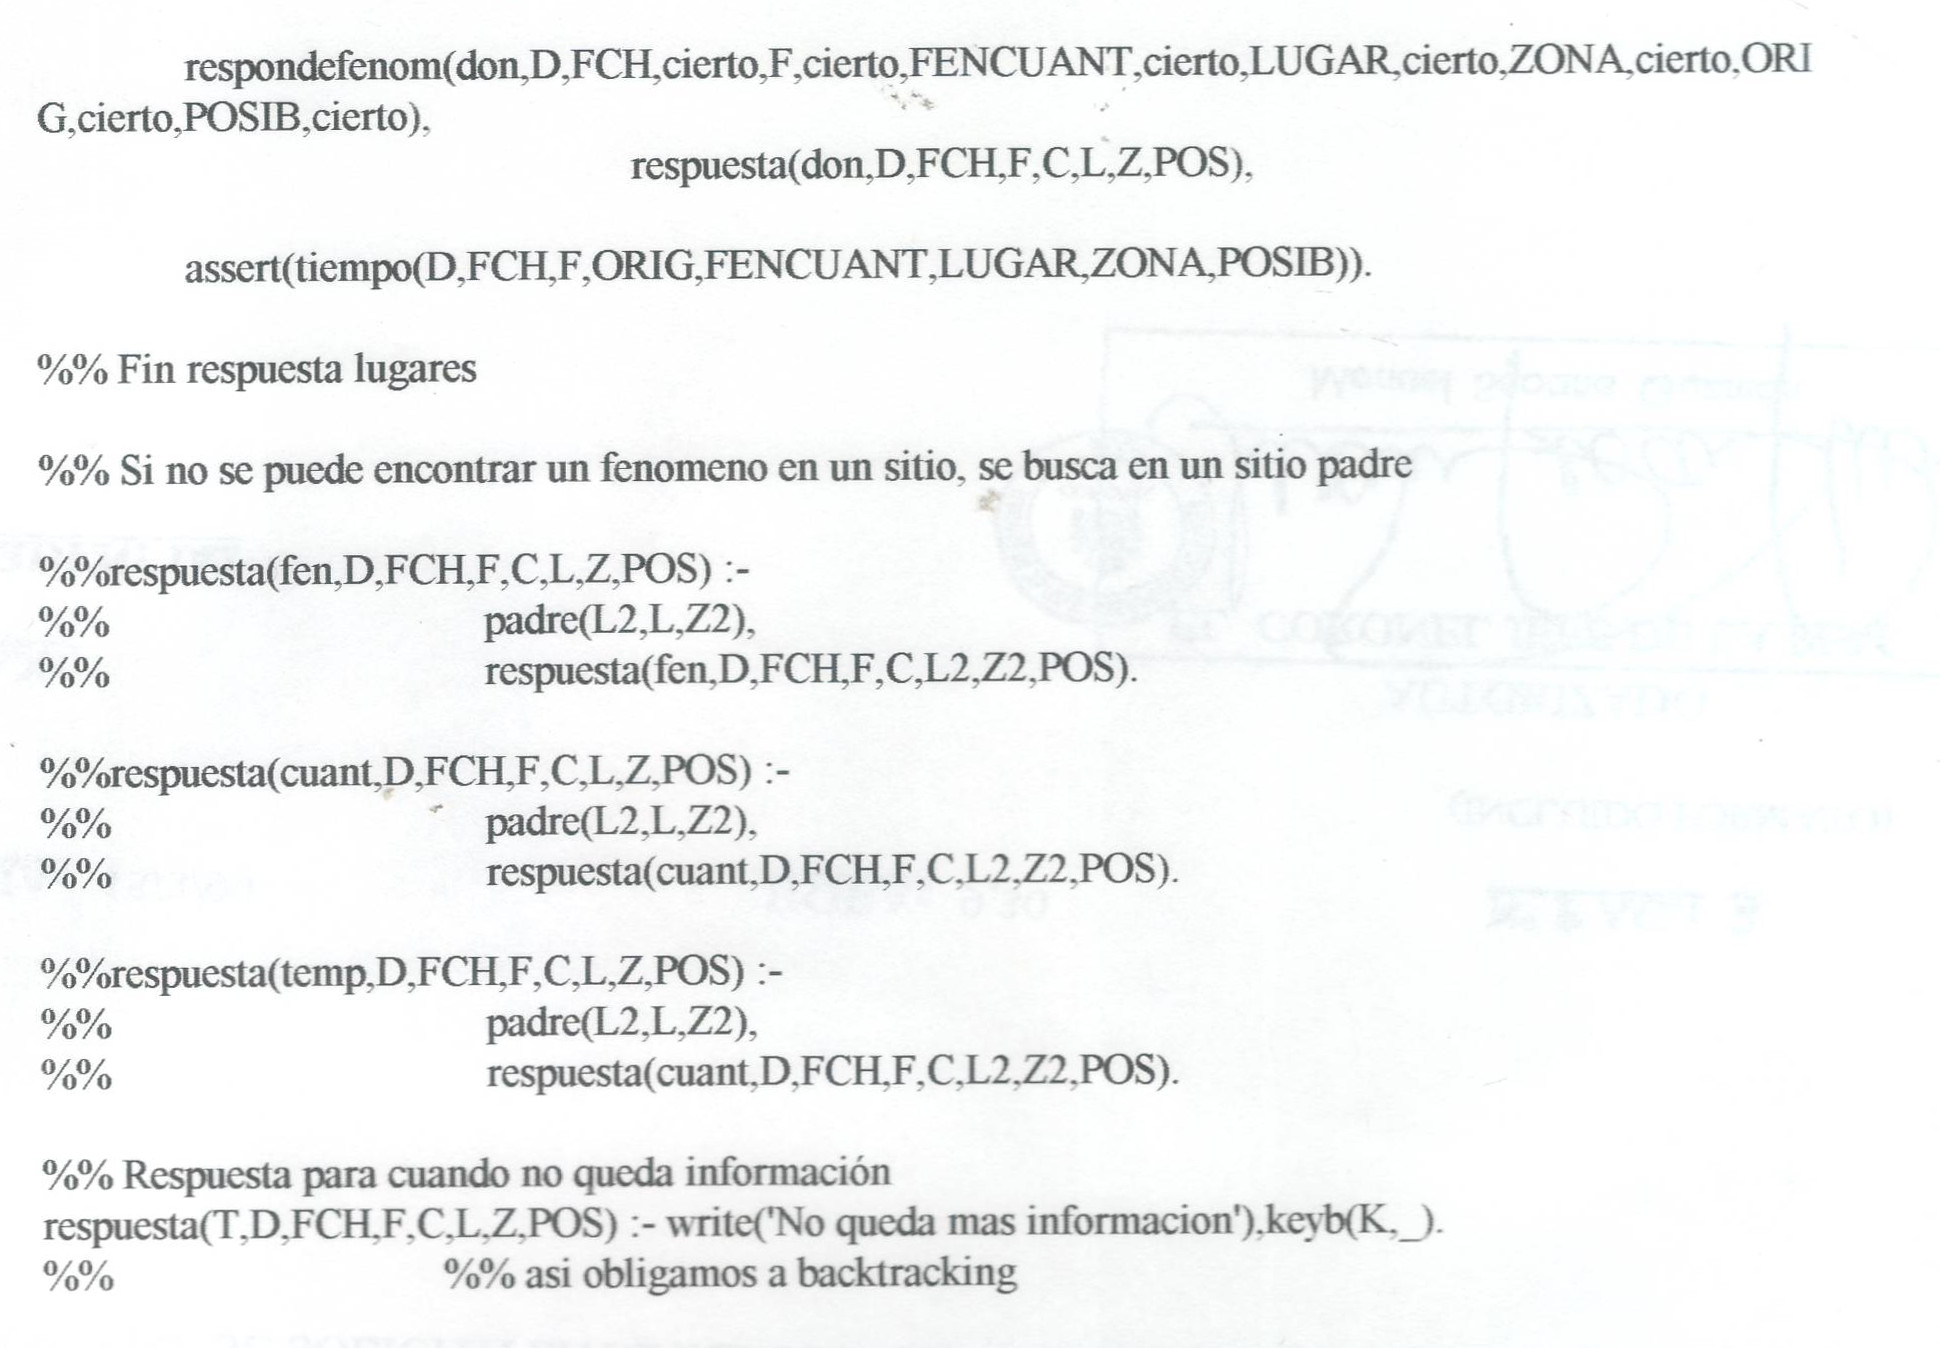 respondefenom(don,D,FCH,cierto,F,cierto,FENCUANT,cierto,LUGAR,cierto,ZONA,cierto,ORI
G,cierto,POSIB,cierto),
respuesta(don,D,FCH,F,C,L,Z,POS),
assert(tiempo(D,FCH,F,ORIG,FENCUANT,LUGAR,ZONA,POSIB)).
%% Fin respuesta lugares
%% Si no se puede encontrar un fenomeno en un sitio, se busca en un sitio padre
%%respuesta(fen,D,FCH,F,C,L,Z,POS) :-
%% padre(L2,L,Z2),
%% respuesta(fen,D,FCH,F,C,L2,Z2,POS).
%%respuesta(cuant,D,FCH,F,C,L,Z,POS) :-
%% padre(L2,L,Z2),
%% respuesta(cuant,D,FCH,F,C,L2,Z2,POS).
%%respuesta(temp,D,FCH,F,C,L,Z,POS) :-
%% padre(L2,L,Z2),
%% respuesta(cuant,D,FCH,F,C,L2,Z2,POS).
%% Respuesta para cuando no queda información
respuesta(T,D,FCH,F,C,L,Z,POS) :- write('No queda mas informacion'),keyb(K,_).
%% %% asi obligamos a backtracking